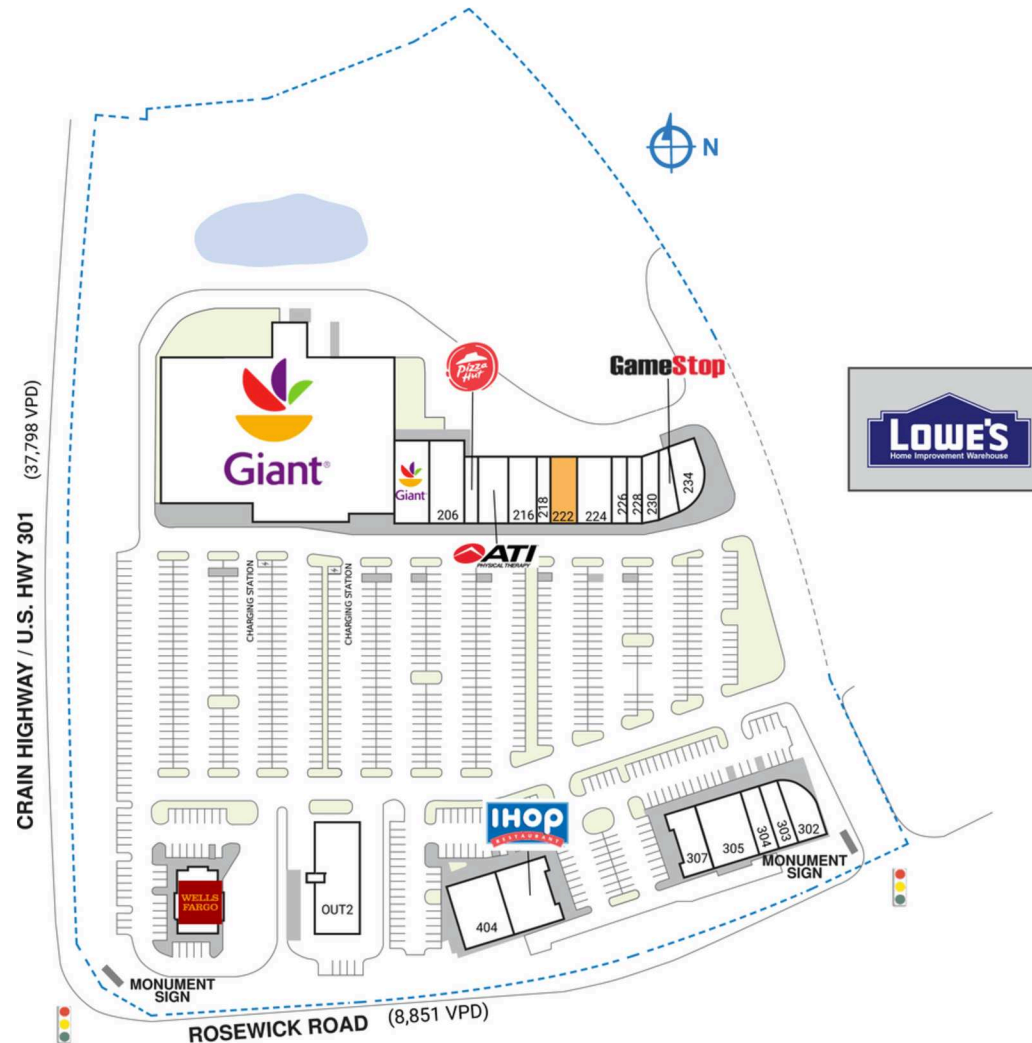 N
Pizza
Hut
GameStop
LOWE'S
Home Improvement Warehouse
Giant®
Giant
206
216
218
222
224
226
228
230
234
ATI
PHYSICAL THERAPY
CHARGING STATION
CHARGING STATION
CRAIN HIGHWAY / U.S. HWY 301
(37,798 VPD)
IHOP
RESTAURANT
307
305
304
303
302
MONUMENT
SIGN
WELLS
FARGO
OUT2
404
MONUMENT
SIGN
ROSEWICK ROAD
(8,851 VPD)